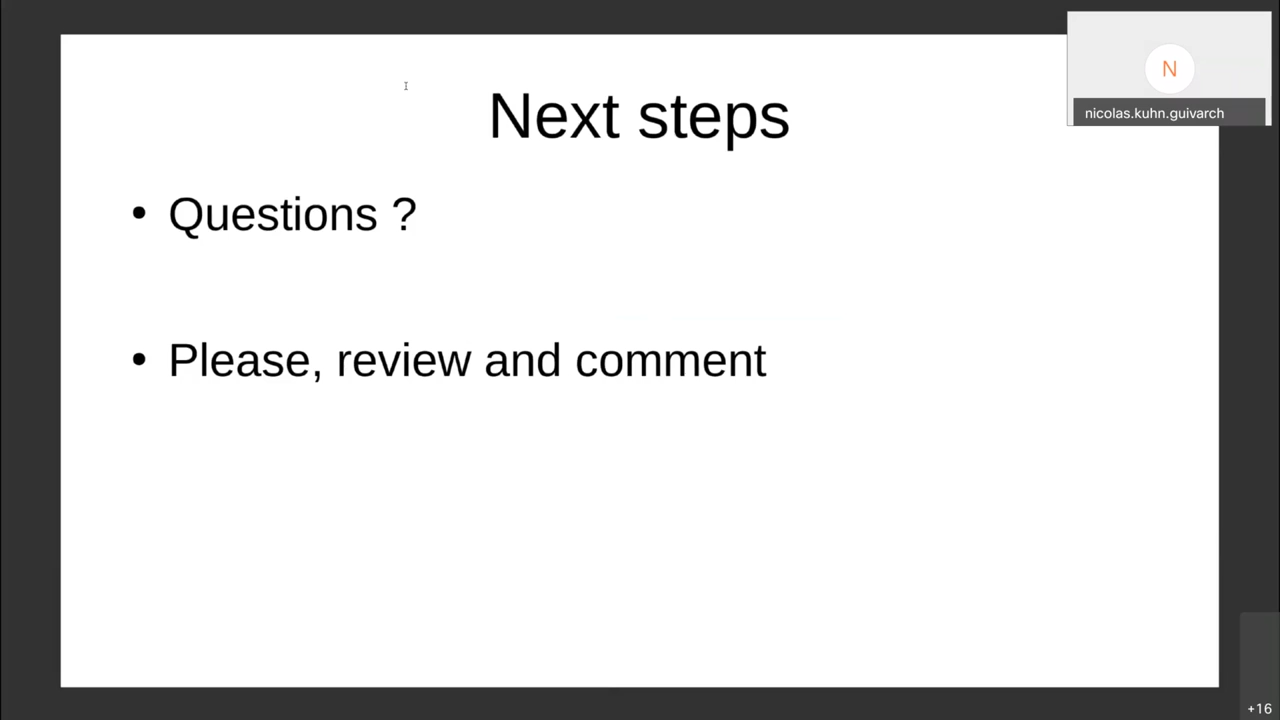 N
nicolas.kuhn.guivarch
Next steps
• Questions ?
• Please, review and comment
+16